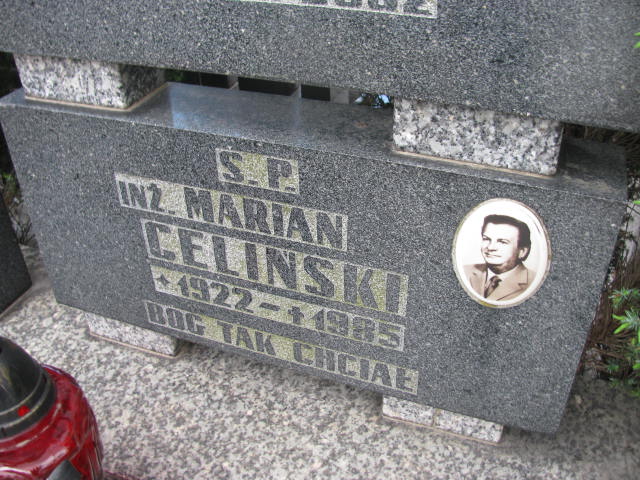 Ś. P.
INŻ. MARIAN
CELIŃSKI
* 1922 – † 1985
BÓG TAK CHCIAŁ